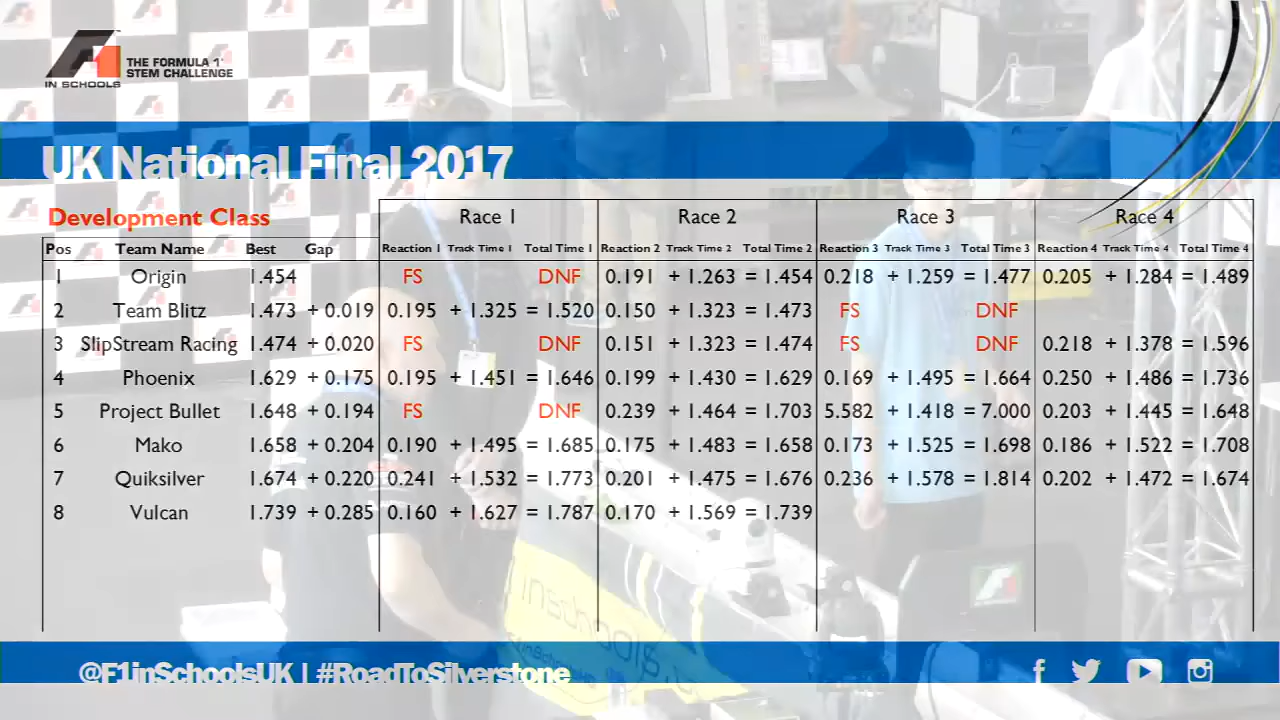 THE FORMULA 1™
STEM CHALLENGE
IN SCHOOLS
UK National Final 2017
Development Class Race 1 Race 2 Race 3 Race 4
Pos Team Name Best Gap Reaction 1 Track Time 1 Total Time 1 Reaction 2 Track Time 2 Total Time 2 Reaction 3 Track Time 3 Total Time 3 Reaction 4 Track Time 4 Total Time 4
1 Origin 1.454 FS DNF 0.191 + 1.263 = 1.454 0.218 + 1.259 = 1.477 0.205 + 1.284 = 1.489
2 Team Blitz 1.473 + 0.019 0.195 + 1.325 = 1.520 0.150 + 1.323 = 1.473 FS DNF
3 SlipStream Racing 1.474 + 0.020 FS DNF 0.151 + 1.323 = 1.474 FS DNF 0.218 + 1.378 = 1.596
4 Phoenix 1.629 + 0.175 0.195 + 1.451 = 1.646 0.199 + 1.430 = 1.629 0.169 + 1.495 = 1.664 0.250 + 1.486 = 1.736
5 Project Bullet 1.648 + 0.194 FS DNF 0.239 + 1.464 = 1.703 5.582 + 1.418 = 7.000 0.203 + 1.445 = 1.648
6 Mako 1.658 + 0.204 0.190 + 1.495 = 1.685 0.175 + 1.483 = 1.658 0.173 + 1.525 = 1.698 0.186 + 1.522 = 1.708
7 Quiksilver 1.674 + 0.220 0.241 + 1.532 = 1.773 0.201 + 1.475 = 1.676 0.236 + 1.578 = 1.814 0.202 + 1.472 = 1.674
8 Vulcan 1.739 + 0.285 0.160 + 1.627 = 1.787 0.170 + 1.569 = 1.739
@F1inSchoolsUK | #RoadToSilverstone